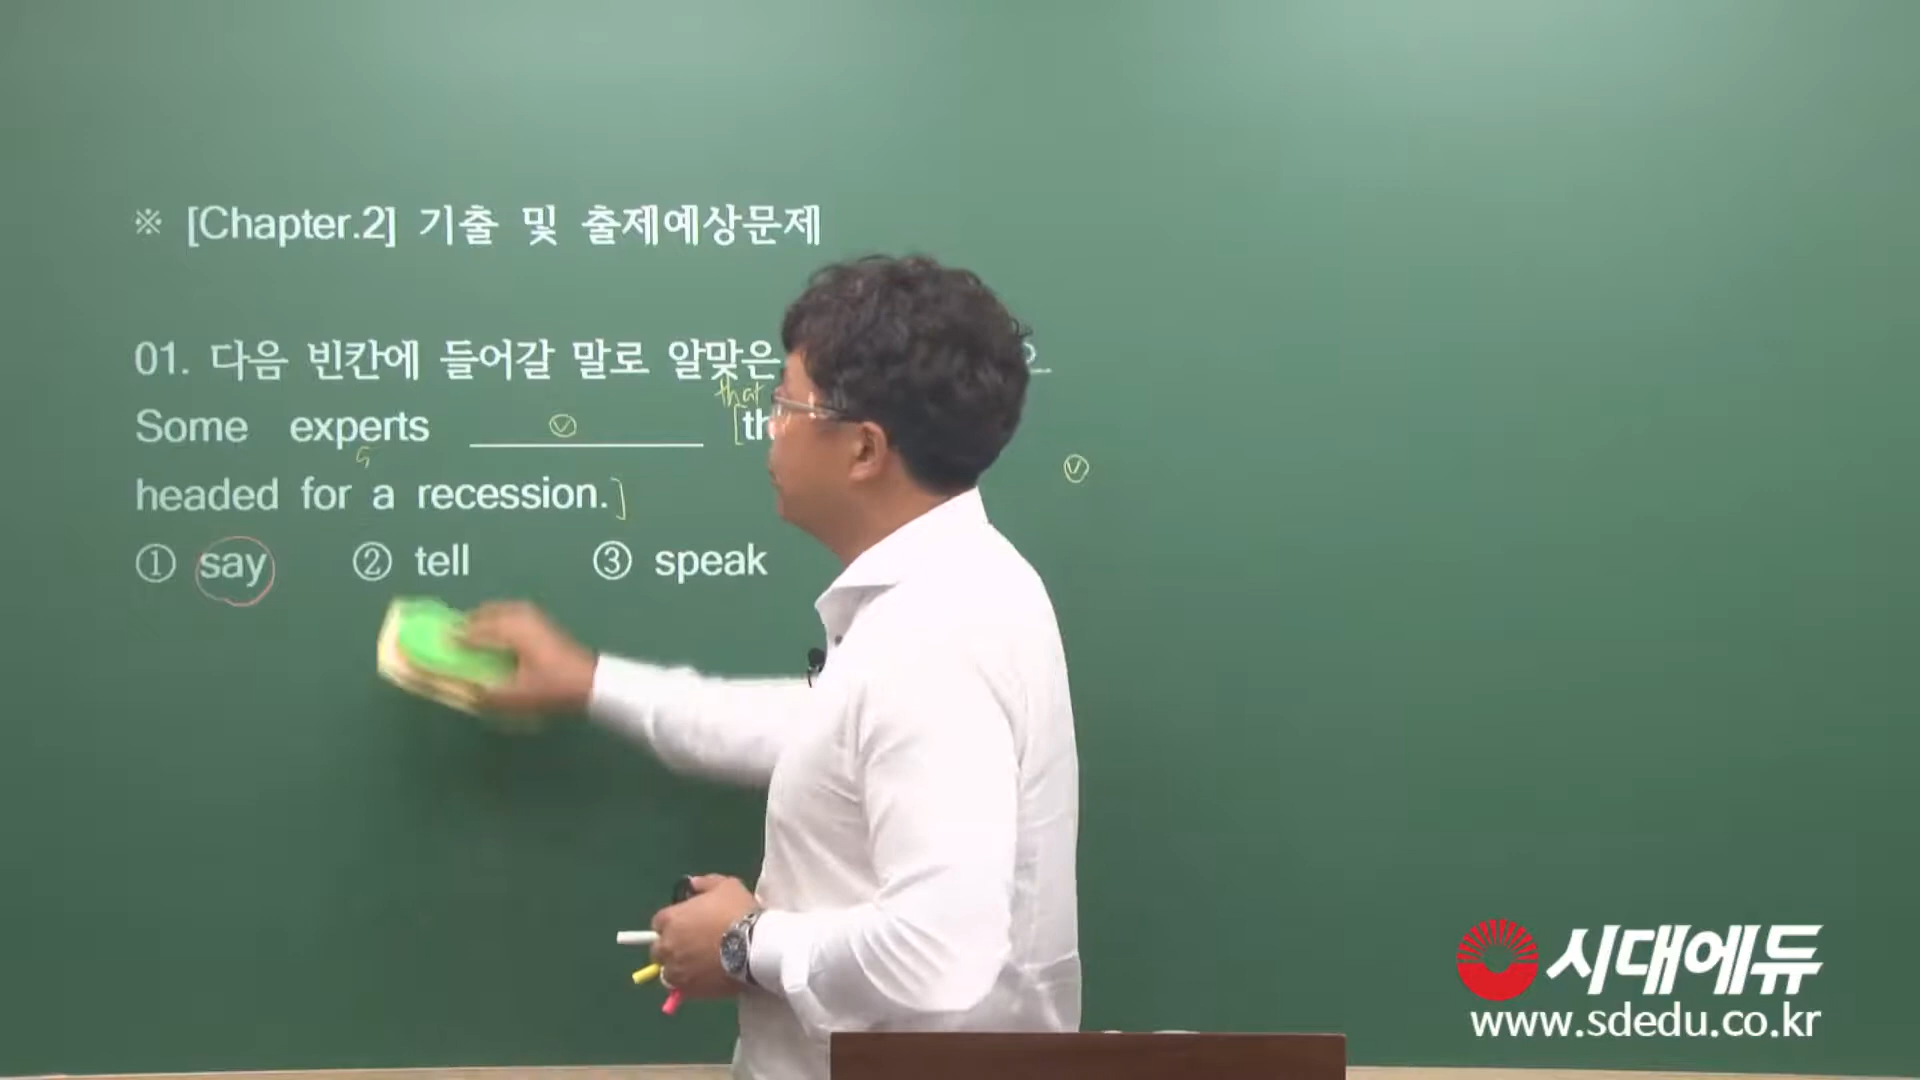 ※ [Chapter.2] 기출 및 출제예상문제
01. 다음 빈칸에 들어갈 말로 알맞은
that
Some experts ⓥ [th
s
ⓥ
headed for a recession.]
① say ② tell ③ speak
시대에듀
www.sdedu.co.kr